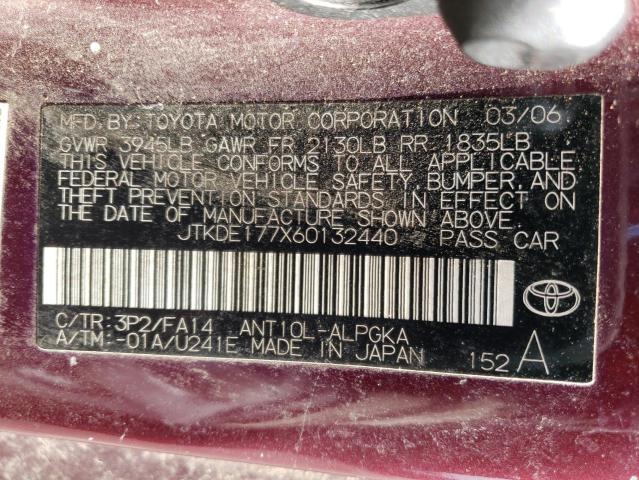 MFD. BY: TOYOTA MOTOR CORPORATION 03/06
GVWR 3945LB GAWR FR 2130LB RR 1835LB
THIS VEHICLE CONFORMS TO ALL APPLICABLE
FEDERAL MOTOR VEHICLE SAFETY, BUMPER, AND
THEFT PREVENTION STANDARDS IN EFFECT ON
THE DATE OF MANUFACTURE SHOWN ABOVE.
JTKDE177X60132440 PASS CAR
C/TR: 3P2/FA14 ANT10L-ALPGKA
A/TM: -01A/U241E MADE IN JAPAN 152 A